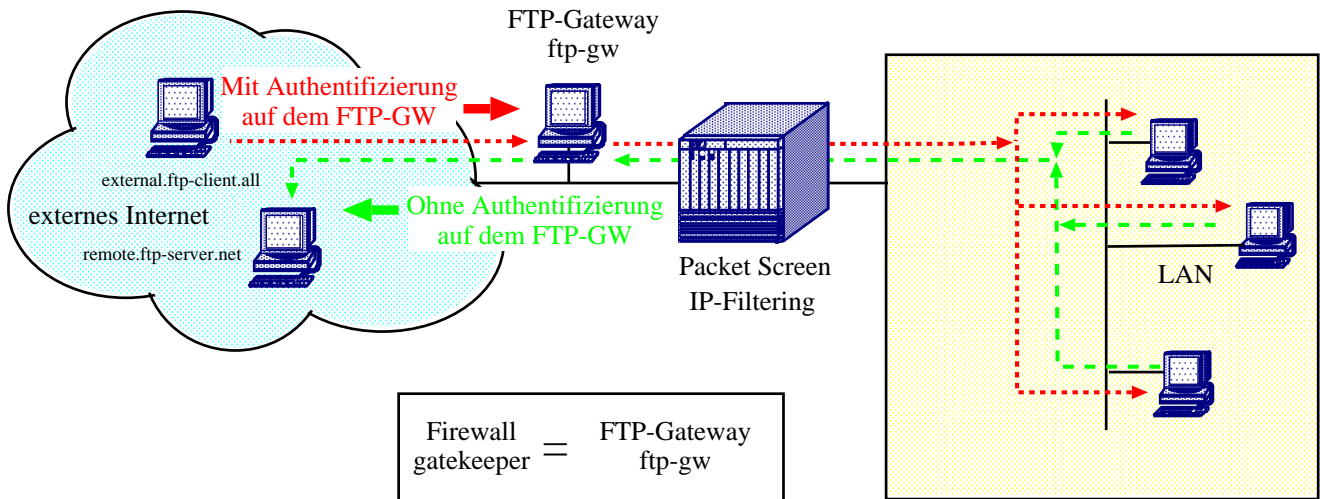 FTP-Gateway
ftp-gw
Mit Authentifizierung
auf dem FTP-GW
external.ftp-client.all
externes Internet
Ohne Authentifizierung
auf dem FTP-GW
remote.ftp-server.net
Packet Screen
IP-Filtering
LAN
Firewall
gatekeeper
=
FTP-Gateway
ftp-gw